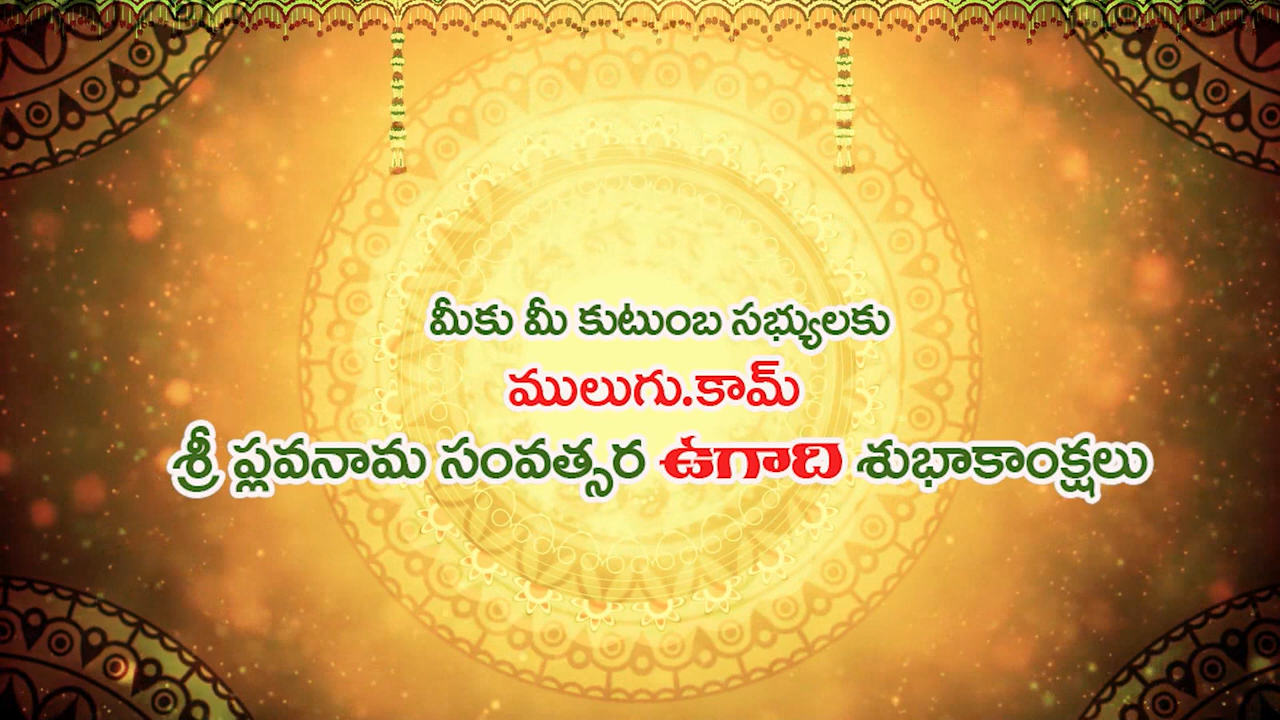 మీకు మీ కుటుంబ సభ్యులకు
ములుగు.కామ్
శ్రీ ప్లవనామ సంవత్సర ఉగాది శుభాకాంక్షలు